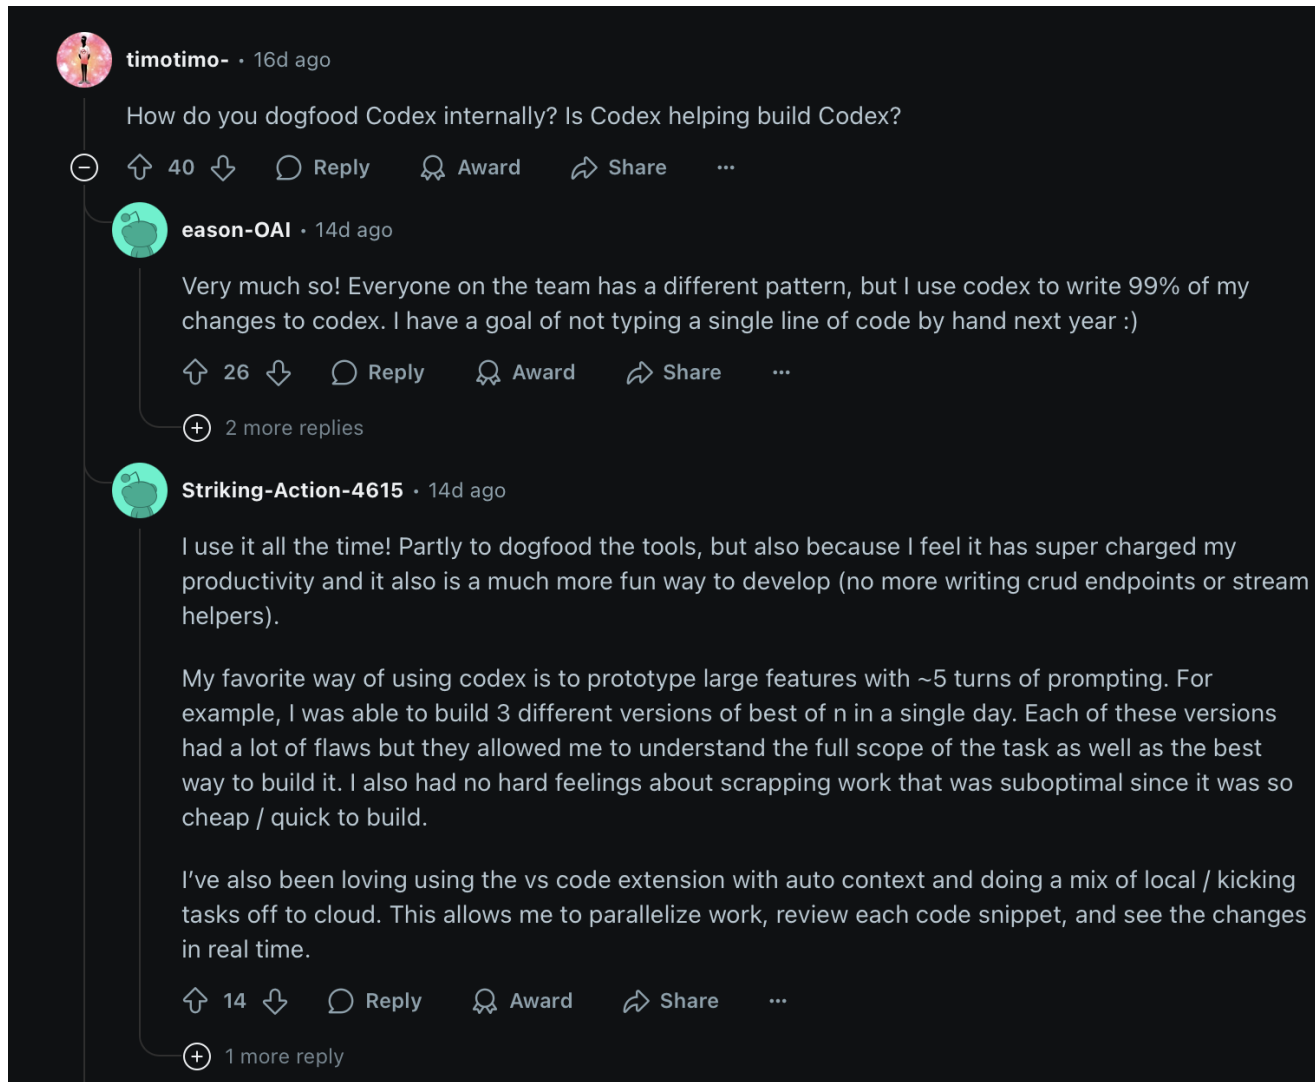 timotimo- • 16d ago
How do you dogfood Codex internally? Is Codex helping build Codex?
40 Reply Award Share ...
eason-OAI • 14d ago
Very much so! Everyone on the team has a different pattern, but I use codex to write 99% of my
changes to codex. I have a goal of not typing a single line of code by hand next year :)
26 Reply Award Share ...
2 more replies
Striking-Action-4615 • 14d ago
I use it all the time! Partly to dogfood the tools, but also because I feel it has super charged my
productivity and it also is a much more fun way to develop (no more writing crud endpoints or stream
helpers).
My favorite way of using codex is to prototype large features with ~5 turns of prompting. For
example, I was able to build 3 different versions of best of n in a single day. Each of these versions
had a lot of flaws but they allowed me to understand the full scope of the task as well as the best
way to build it. I also had no hard feelings about scrapping work that was suboptimal since it was so
cheap / quick to build.
I’ve also been loving using the vs code extension with auto context and doing a mix of local / kicking
tasks off to cloud. This allows me to parallelize work, review each code snippet, and see the changes
in real time.
14 Reply Award Share ...
1 more reply